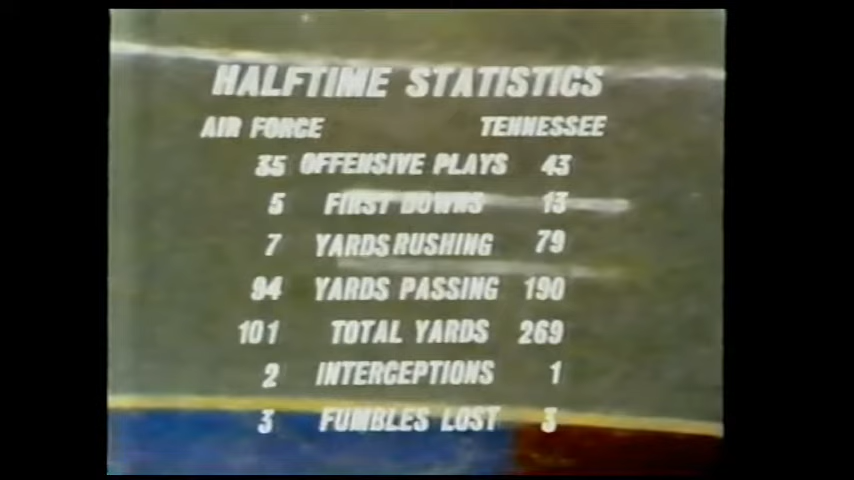 HALFTIME STATISTICS
AIR FORCE TENNESSEE
35 OFFENSIVE PLAYS 43
5 FIRST DOWNS 13
7 YARDS RUSHING 79
94 YARDS PASSING 190
101 TOTAL YARDS 269
2 INTERCEPTIONS 1
3 FUMBLES LOST 3